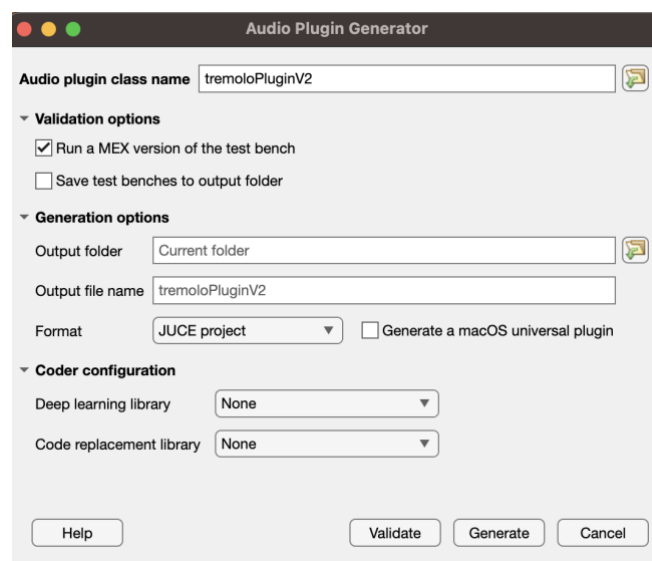 Audio Plugin Generator
Audio plugin class name tremoloPluginV2
Validation options
Run a MEX version of the test bench
Save test benches to output folder
Generation options
Output folder Current folder
Output file name tremoloPluginV2
Format JUCE project Generate a macOS universal plugin
Coder configuration
Deep learning library None
Code replacement library None
Help Validate Generate Cancel